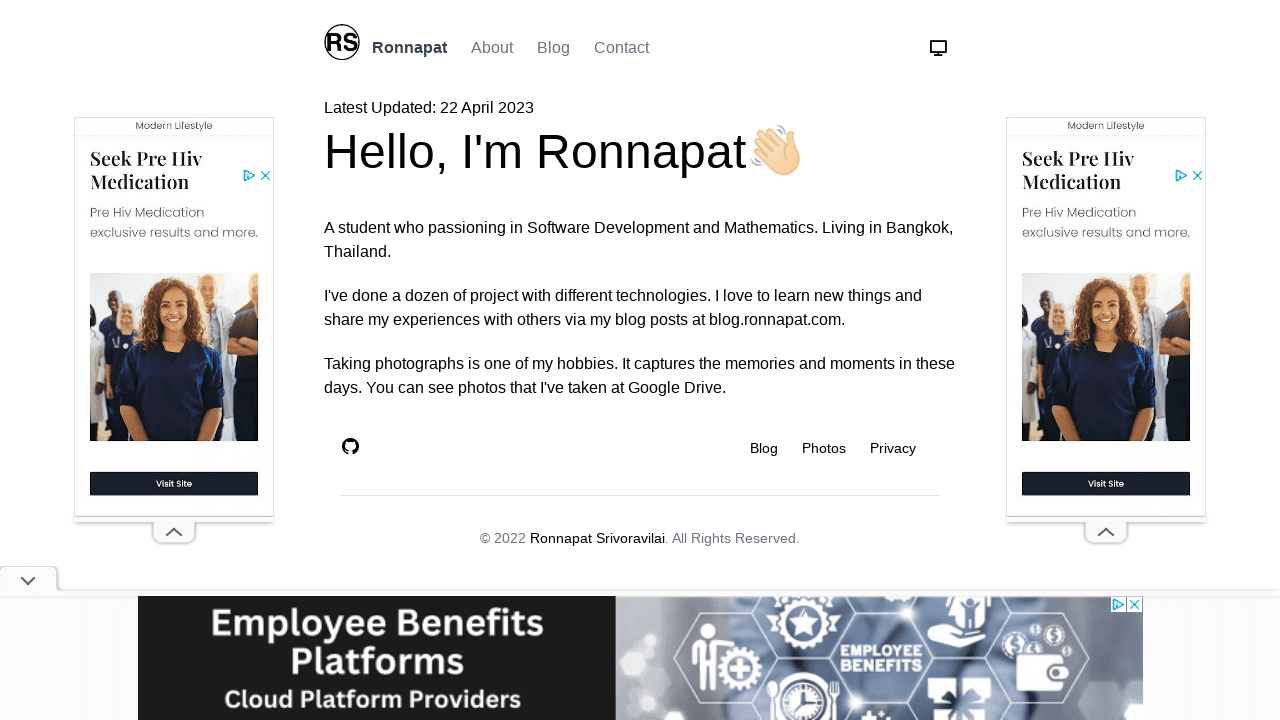 RS Ronnapat About Blog Contact
Latest Updated: 22 April 2023
Hello, I'm Ronnapat👋🏻
A student who passioning in Software Development and Mathematics. Living in Bangkok,
Thailand.
I've done a dozen of project with different technologies. I love to learn new things and
share my experiences with others via my blog posts at blog.ronnapat.com.
Taking photographs is one of my hobbies. It captures the memories and moments in these
days. You can see photos that I've taken at Google Drive.
Blog Photos Privacy
© 2022 Ronnapat Srivoravilai. All Rights Reserved.
Modern Lifestyle
Seek Pre Hiv
Medication
Pre Hiv Medication
exclusive results and more.
Visit Site
Modern Lifestyle
Seek Pre Hiv
Medication
Pre Hiv Medication
exclusive results and more.
Visit Site
Employee Benefits
Platforms
Cloud Platform Providers
EMPLOYEE
BENEFITS